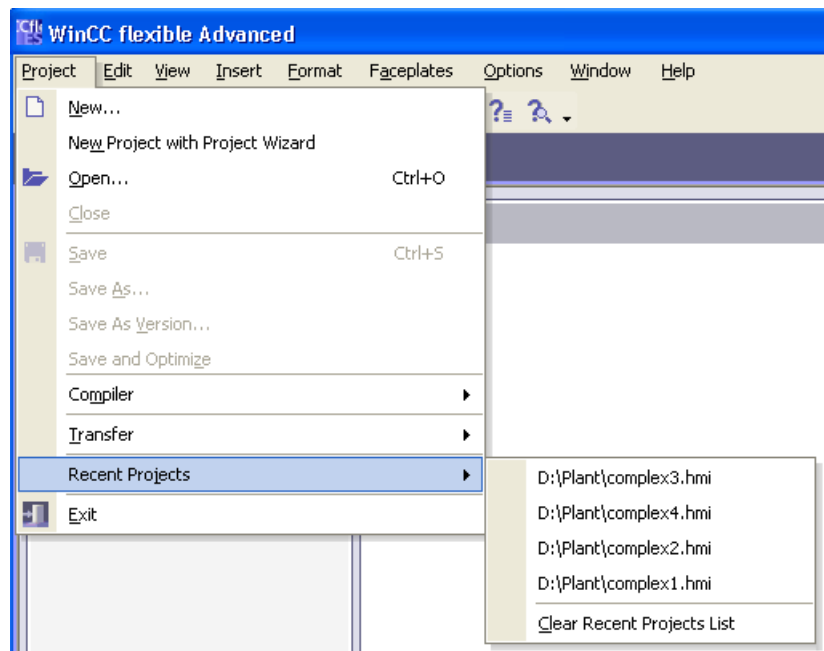 WinCC flexible Advanced
Project Edit View Insert Format Faceplates Options Window Help
New...
New Project with Project Wizard
Open... Ctrl+O
Close
Save Ctrl+S
Save As...
Save As Version...
Save and Optimize
Compiler
Transfer
Recent Projects
D:\Plant\complex3.hmi
D:\Plant\complex4.hmi
D:\Plant\complex2.hmi
D:\Plant\complex1.hmi
Clear Recent Projects List
Exit